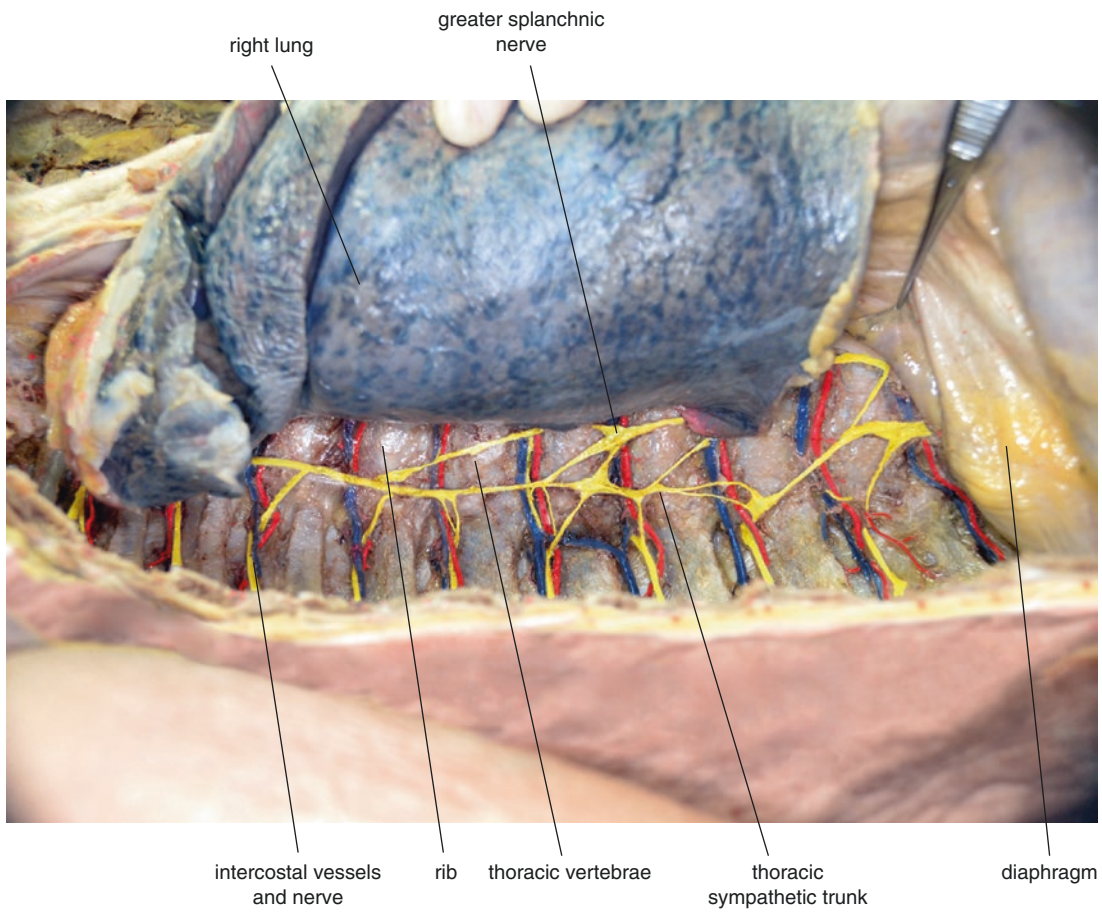 greater splanchnic
nerve
right lung
intercostal vessels
and nerve
rib
thoracic vertebrae
thoracic
sympathetic trunk
diaphragm